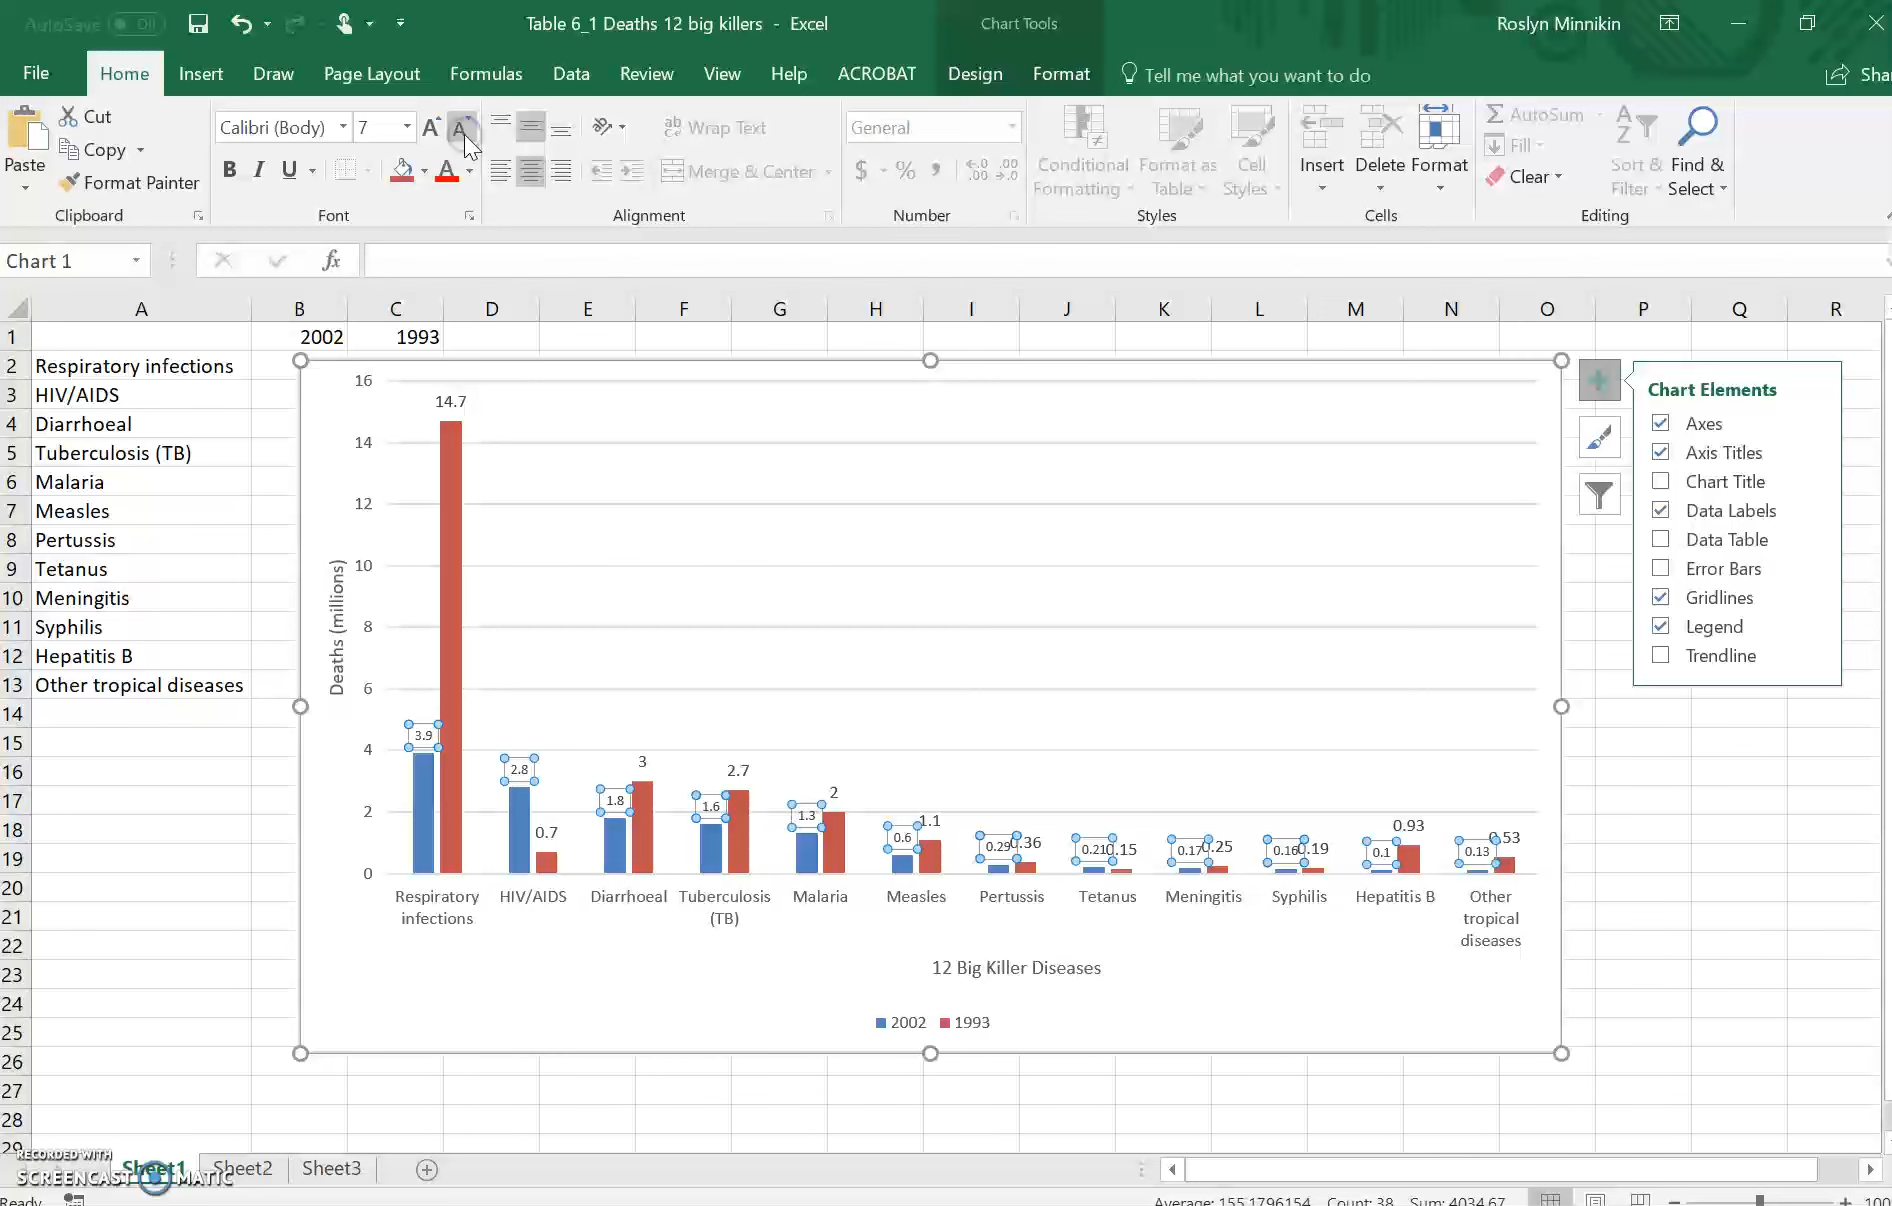 AutoSave Off
Table 6_1 Deaths 12 big killers - Excel
Chart Tools
Roslyn Minnikin
File Home Insert Draw Page Layout Formulas Data Review View Help ACROBAT Design Format Tell me what you want to do
Paste
Cut
Copy
Format Painter
Clipboard
Calibri (Body) 7
B I U
Font
Wrap Text
Merge & Center
Alignment
General
$ % ,
Number
Conditional Formatting
Format as Table
Cell Styles
Styles
Insert Delete Format
Cells
AutoSum
Fill
Clear
Sort & Filter
Find & Select
Editing
Chart 1
fx
A B C D E F G H I J K L M N O P Q R
1 2002 1993
2 Respiratory infections
3 HIV/AIDS
4 Diarrhoeal
5 Tuberculosis (TB)
6 Malaria
7 Measles
8 Pertussis
9 Tetanus
10 Meningitis
11 Syphilis
12 Hepatitis B
13 Other tropical diseases
14
15
16
17
18
19
20
21
22
23
24
25
26
27
28
29
Deaths (millions)
16
14
12
10
8
6
4
2
0
3.9 14.7
2.8 0.7
1.8 3
1.6 2.7
1.3 2
0.6 1.1
0.29 0.36
0.21 0.15
0.17 0.25
0.16 0.19
0.1 0.93
0.13 0.53
Respiratory infections
HIV/AIDS
Diarrhoeal
Tuberculosis (TB)
Malaria
Measles
Pertussis
Tetanus
Meningitis
Syphilis
Hepatitis B
Other tropical diseases
12 Big Killer Diseases
2002 1993
Chart Elements
Axes
Axis Titles
Chart Title
Data Labels
Data Table
Error Bars
Gridlines
Legend
Trendline
RECORDED WITH
SCREENCAST MATIC
Sheet1 Sheet2 Sheet3
Ready
Average: 155.1796154 Count: 38 Sum: 4034.67